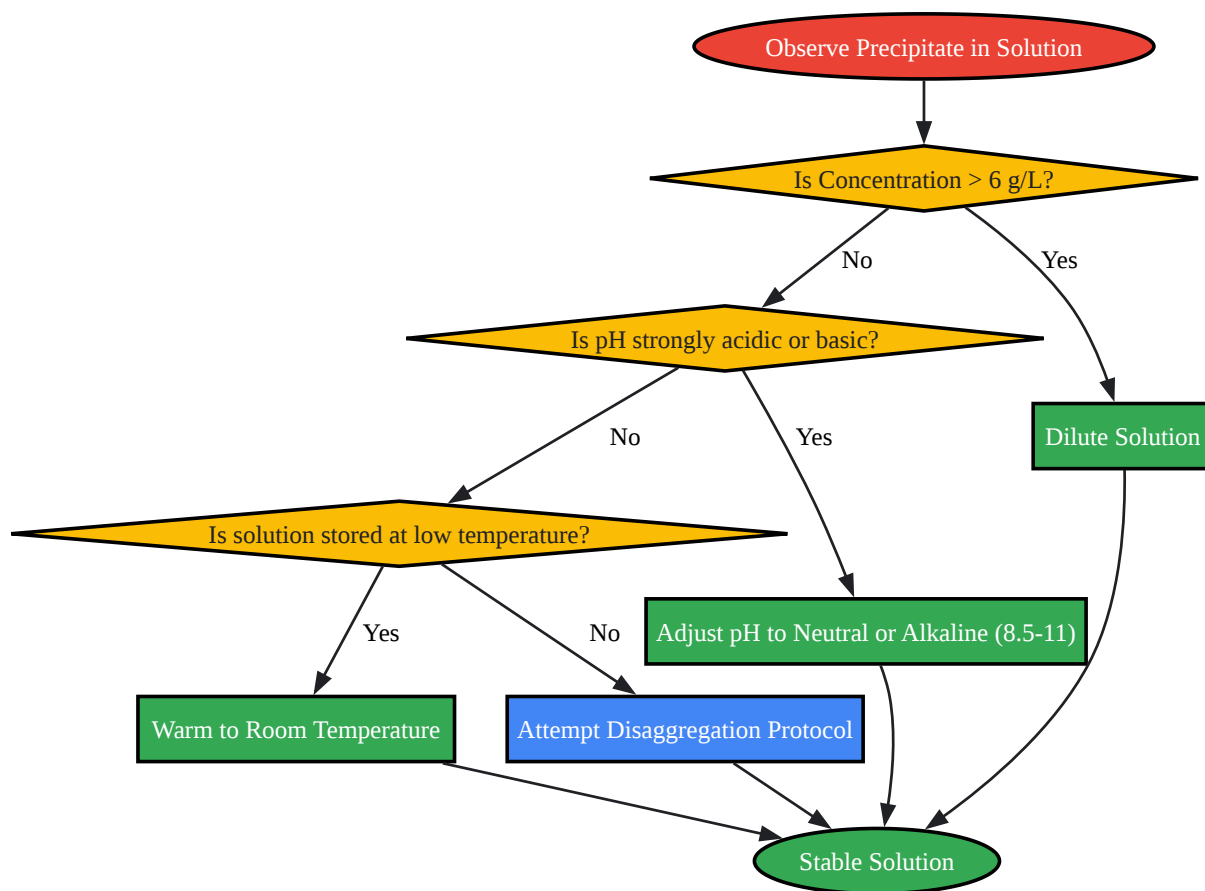 Observe Precipitate in Solution
Is Concentration > 6 g/L?
No
Yes
Is pH strongly acidic or basic?
No
Yes
Dilute Solution
Is solution stored at low temperature?
Yes
No
Adjust pH to Neutral or Alkaline (8.5-11)
Warm to Room Temperature
Attempt Disaggregation Protocol
Stable Solution